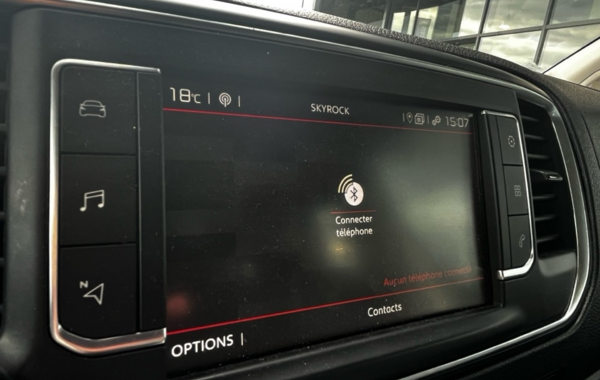 18°C
SKYROCK
15:07
Connecter
téléphone
Aucun téléphone connecté
Contacts
OPTIONS
N